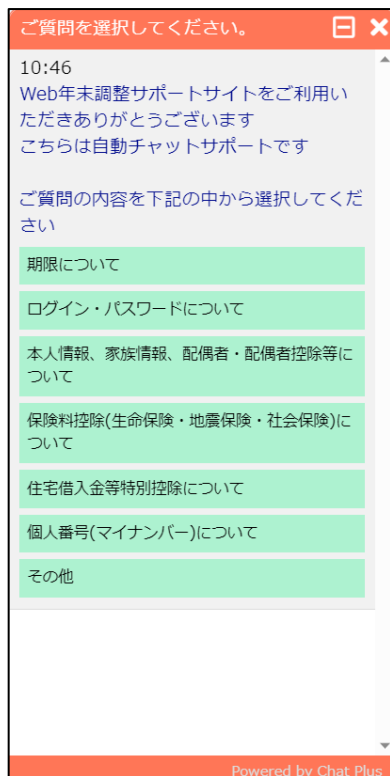 ご質問を選択してください。
10:46
Web年末調整サポートサイトをご利用い
ただきありがとうございます
こちらは自動チャットサポートです
ご質問の内容を下記の中から選択してくだ
さい
期限について
ログイン・パスワードについて
本人情報、家族情報、配偶者・配偶者控除等に
ついて
保険料控除(生命保険・地震保険・社会保険)に
ついて
住宅借入金等特別控除について
個人番号(マイナンバー)について
その他
Powered by Chat Plus